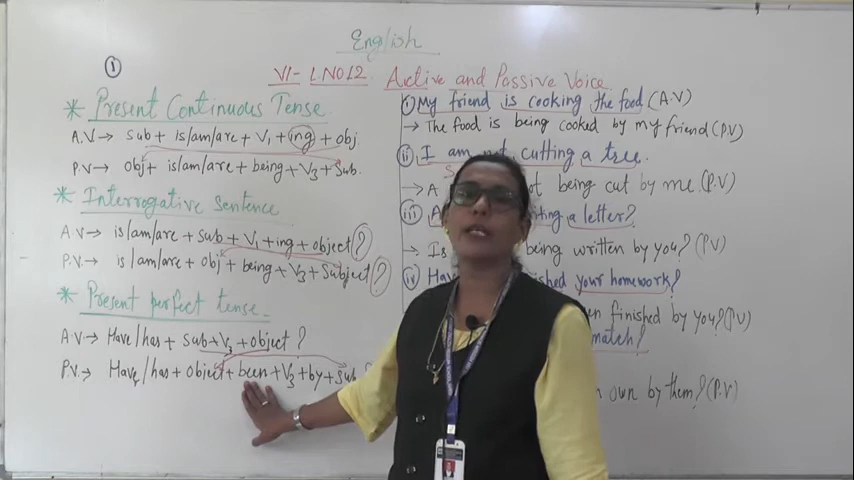 English
(1)
VI- L.NO12. Active and Passive Voice
* Present Continuous Tense
A.V→ Sub + is/am/are + V1 + ing + obj
P.V→ Obj + is/am/are + being + V3 + Sub.
* Interrogative Sentence
A.V→ is/am/are + sub + V1 + ing + object?
P.V→ is/am/are + obj + being + V3 + Subject?
* Present perfect tense.
A.V→ Have/has + Sub + V3 + object?
P.V→ Have/has + Object + been + V3 + by + Sub
i) My friend is cooking the food (A.V)
→ The food is being cooked by my friend (P.V)
ii) I am not cutting a tree.
→ A being cut by me (P.V)
iii) a letter?
→ Is being written by you? (P.V)
iv) your homework?
finished by you? (P.V)
match?
own by them? (P.V)